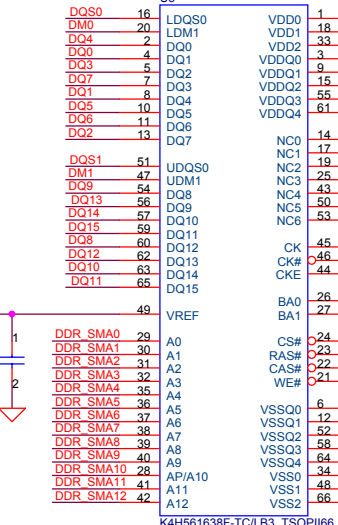 DQS0 16 LDQS0 VDD0 1
DM0 20 LDM1 VDD1 18
DQ4 2 DQ0 VDD2 33
DQ0 4 DQ1 VDDQ0 3
DQ3 5 DQ2 VDDQ1 9
DQ7 7 DQ3 VDDQ2 15
DQ1 8 DQ4 VDDQ3 55
DQ5 10 DQ5 VDDQ4 61
DQ6 11 DQ6
DQ2 13 DQ7 NC0 14
NC1 17
DQS1 51 UDQS0 NC2 19
DM1 47 UDM1 NC3 25
DQ9 54 DQ8 NC4 43
DQ13 56 DQ9 NC5 50
DQ14 57 DQ10 NC6 53
DQ15 59 DQ11
DQ8 60 DQ12 CK 45
DQ12 62 DQ13 CK# 46
DQ10 63 DQ14 CKE 44
DQ11 65 DQ15
BA0 26
49 VREF BA1 27
1
DDR_SMA0 29 A0 CS# 24
DDR_SMA1 30 A1 RAS# 23
DDR_SMA2 31 A2 CAS# 22
DDR_SMA3 32 A3 WE# 21
2
DDR_SMA4 35 A4
DDR_SMA5 36 A5 VSSQ0 6
DDR_SMA6 37 A6 VSSQ1 12
DDR_SMA7 38 A7 VSSQ2 52
DDR_SMA8 39 A8 VSSQ3 58
DDR_SMA9 40 A9 VSSQ4 64
DDR_SMA10 28 AP/A10 VSS0 34
DDR_SMA11 41 A11 VSS1 48
DDR_SMA12 42 A12 VSS2 66
K4H561638F-TC/LB3_TSOPII66